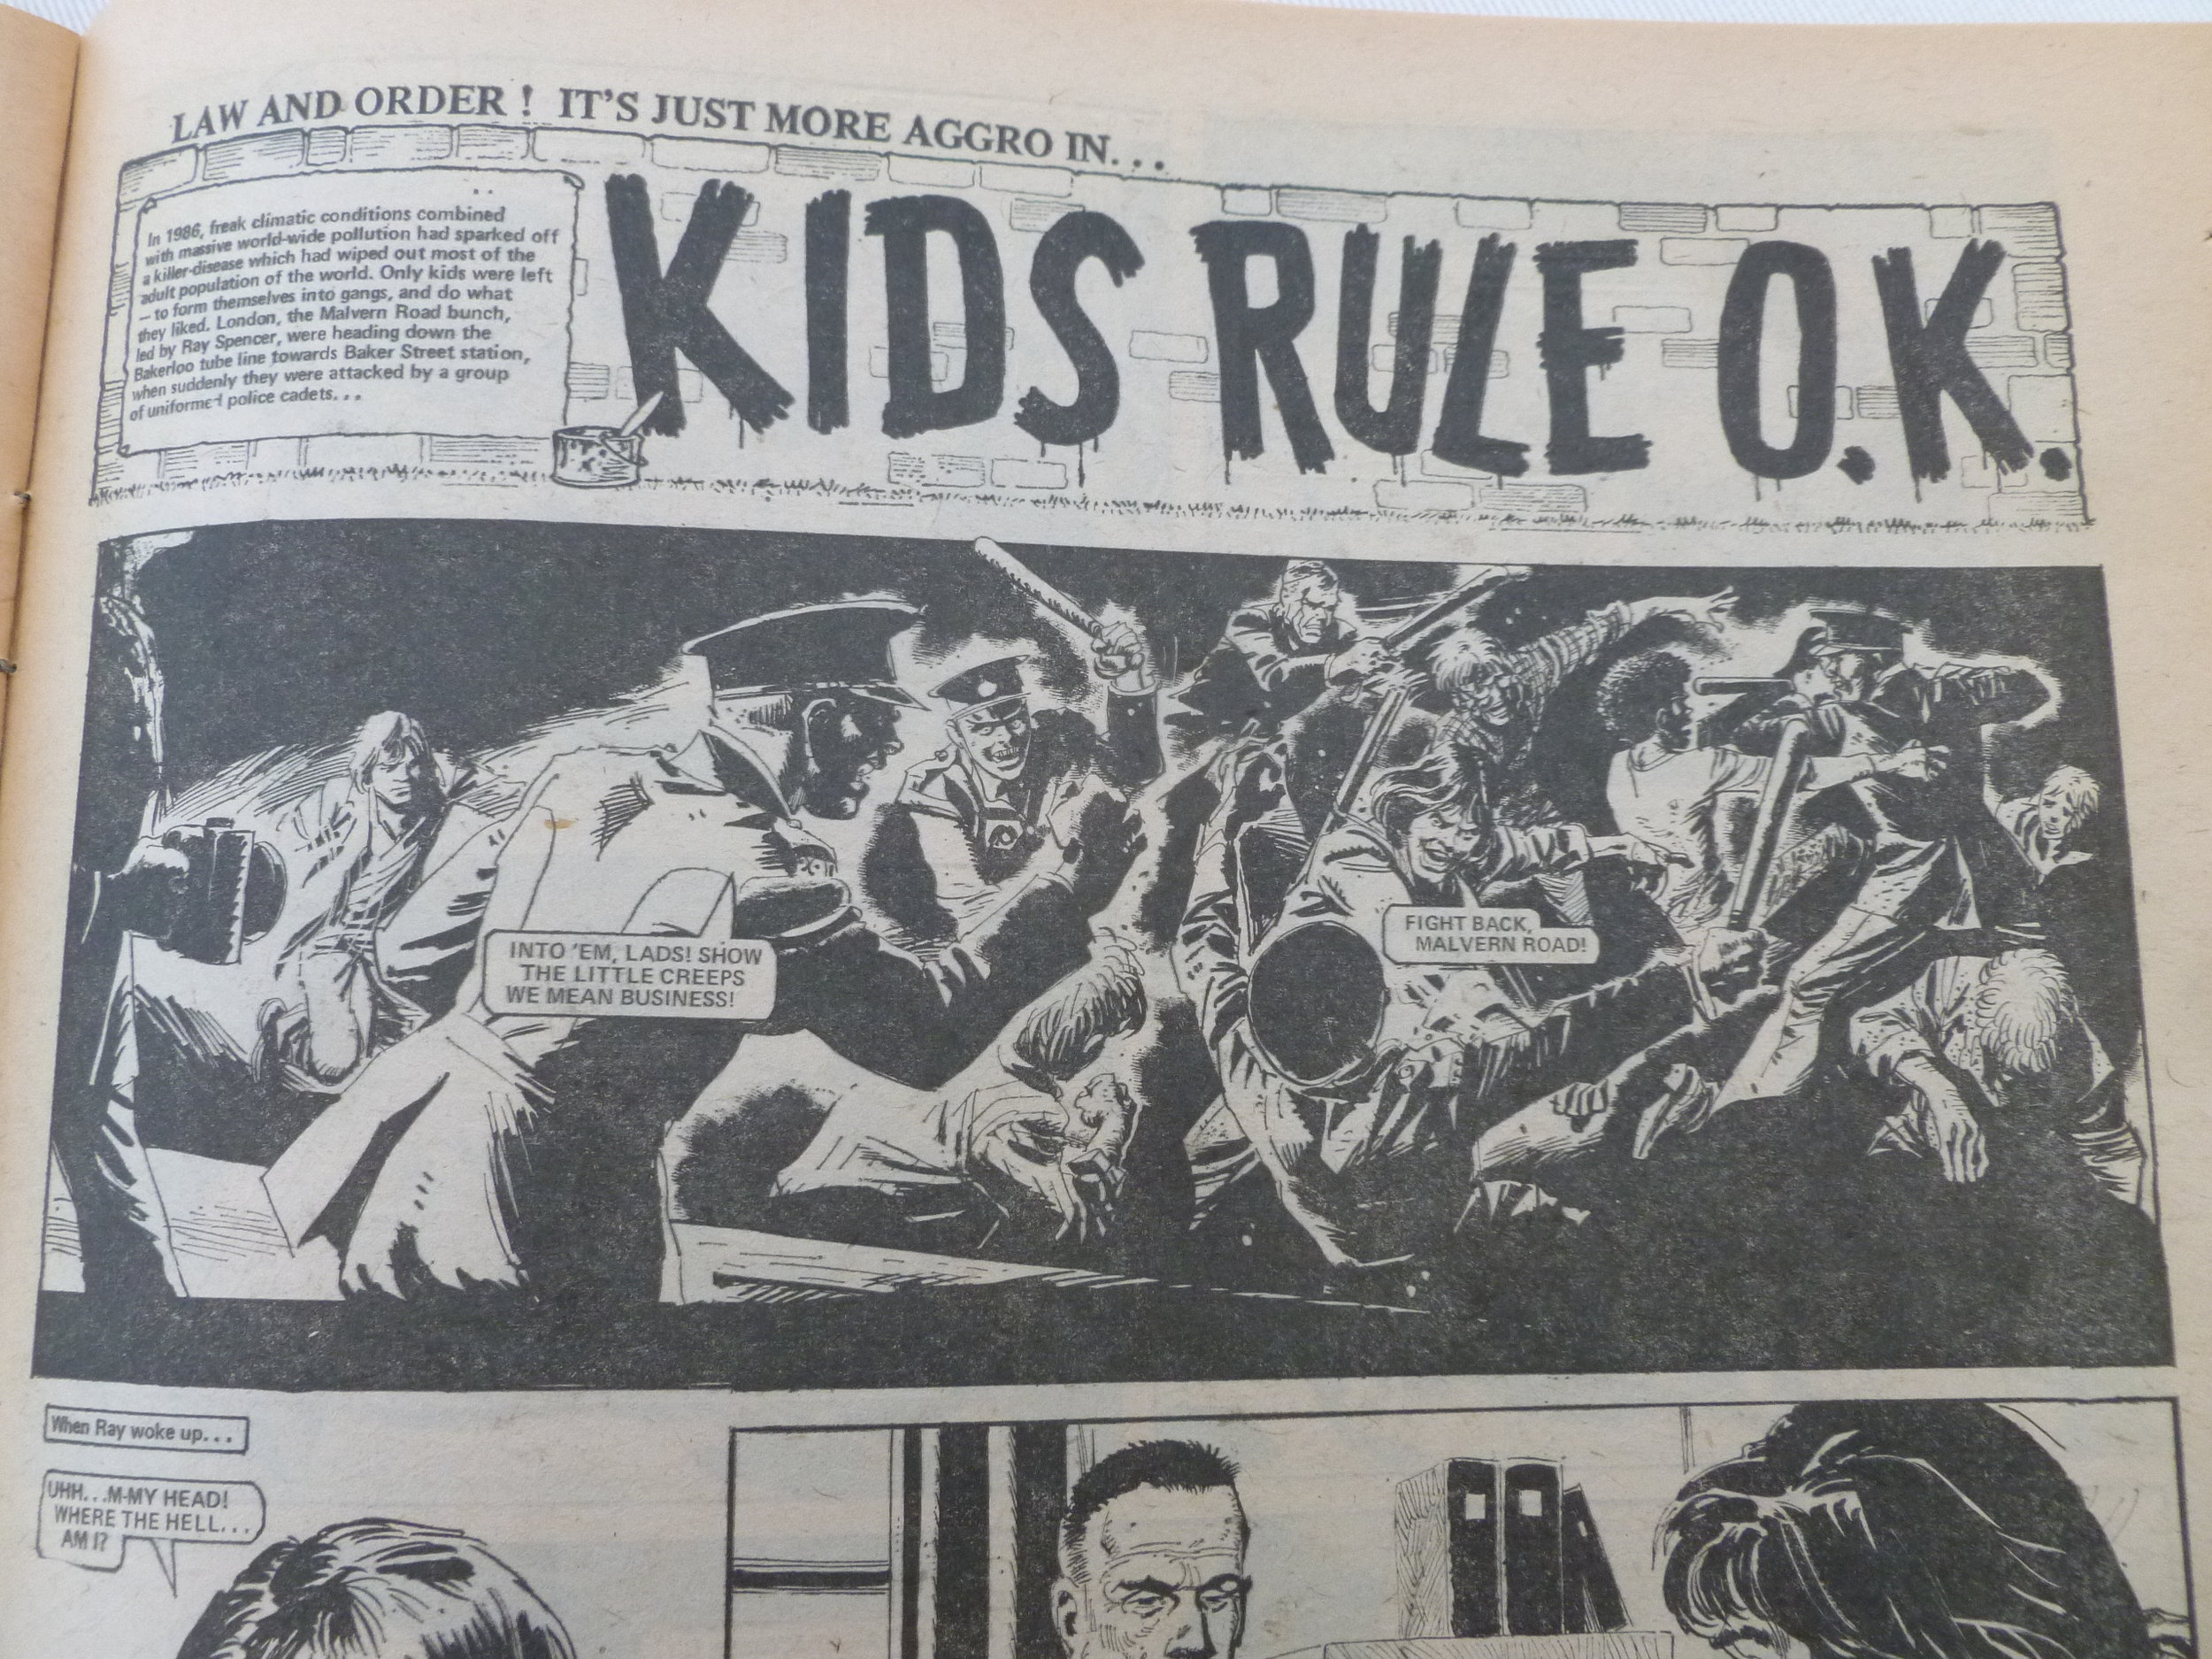 LAW AND ORDER ! IT'S JUST MORE AGGRO IN. . .
In 1986, freak climatic conditions combined
with massive world-wide pollution had sparked off
a killer-disease which had wiped out most of the
adult population of the world. Only kids were left
– to form themselves into gangs, and do what
they liked. London, the Malvern Road bunch,
led by Ray Spencer, were heading down the
Bakerloo tube line towards Baker Street station,
when suddenly they were attacked by a group
of uniformed police cadets. . .
KIDS RULE O.K.
INTO 'EM, LADS! SHOW
THE LITTLE CREEPS
WE MEAN BUSINESS!
FIGHT BACK,
MALVERN ROAD!
When Ray woke up. . .
UHH. . .M-MY HEAD!
WHERE THE HELL. . .
AM I?